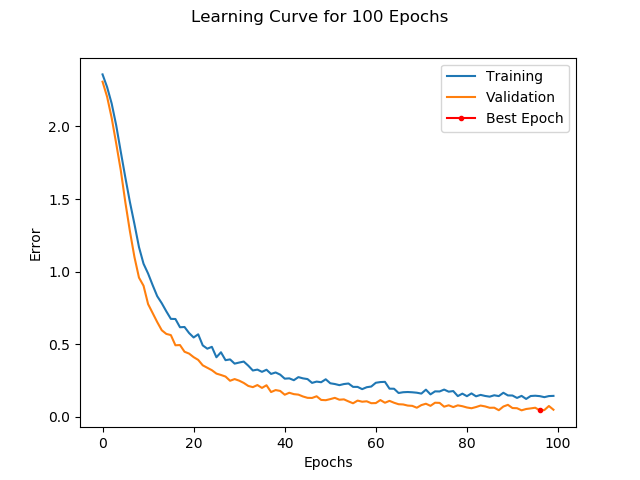 Learning Curve for 100 Epochs
Training
Validation
Best Epoch
Error
2.0
1.5
1.0
0.5
0.0
0 20 40 60 80 100
Epochs